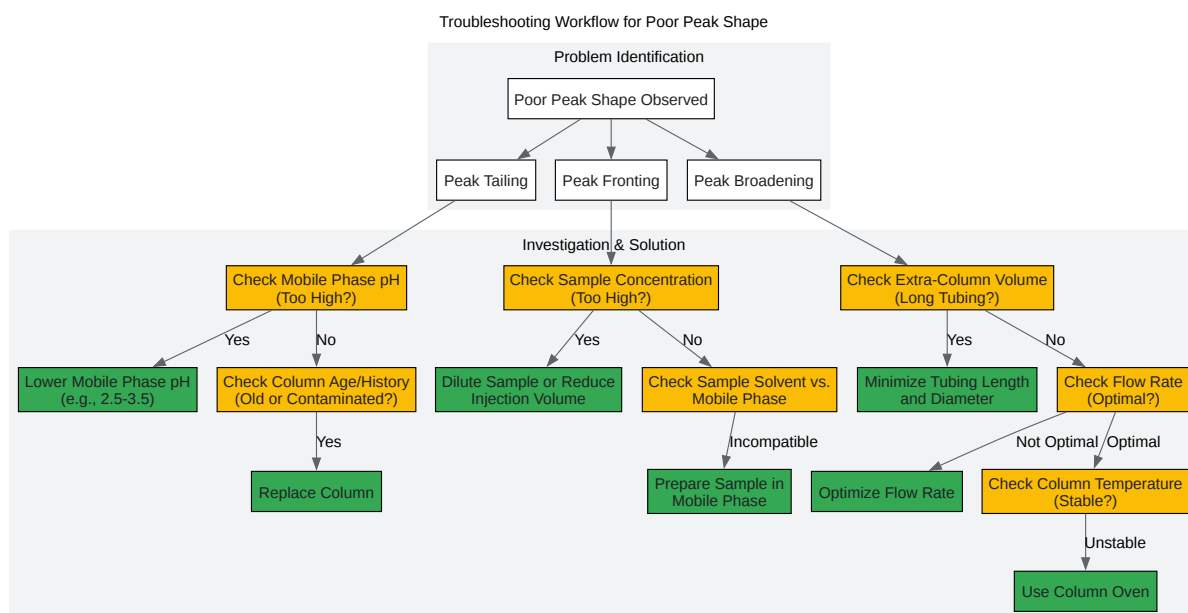 Troubleshooting Workflow for Poor Peak Shape
Problem Identification
Poor Peak Shape Observed
Peak Tailing
Peak Fronting
Peak Broadening
Investigation & Solution
Check Mobile Phase pH
(Too High?)
Check Sample Concentration
(Too High?)
Check Extra-Column Volume
(Long Tubing?)
Yes
No
Yes
No
Yes
No
Lower Mobile Phase pH
(e.g., 2.5-3.5)
Check Column Age/History
(Old or Contaminated?)
Dilute Sample or Reduce
Injection Volume
Check Sample Solvent vs.
Mobile Phase
Minimize Tubing Length
and Diameter
Check Flow Rate
(Optimal?)
Yes
Incompatible
Not Optimal
Optimal
Replace Column
Prepare Sample in
Mobile Phase
Optimize Flow Rate
Check Column Temperature
(Stable?)
Unstable
Use Column Oven